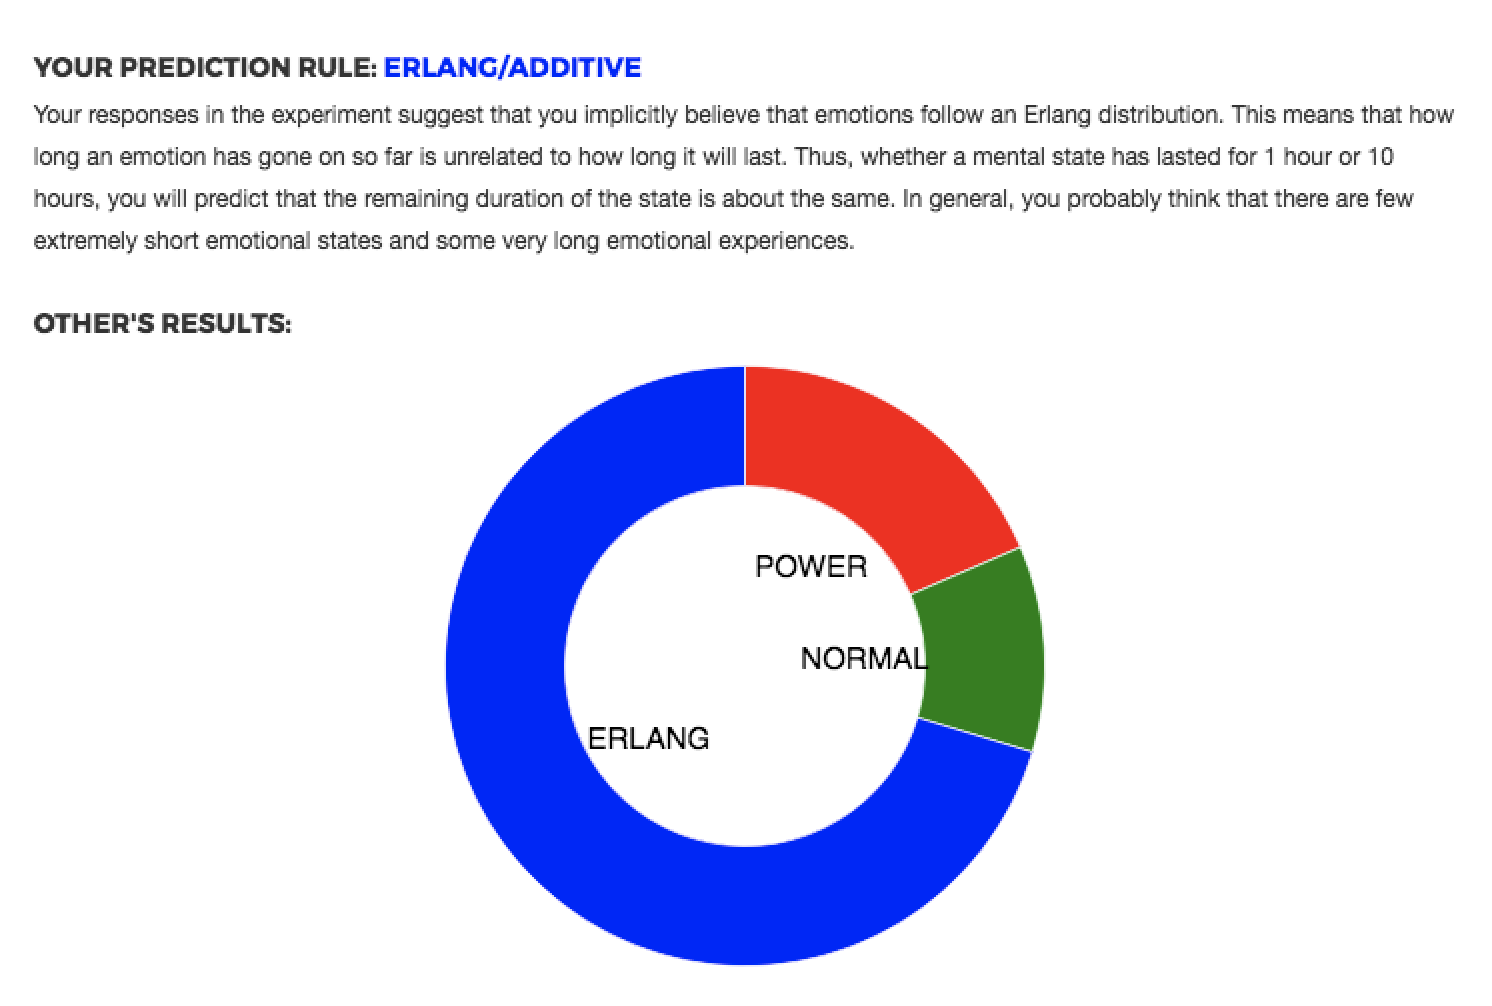 YOUR PREDICTION RULE: ERLANG/ADDITIVE
Your responses in the experiment suggest that you implicitly believe that emotions follow an Erlang distribution. This means that how
long an emotion has gone on so far is unrelated to how long it will last. Thus, whether a mental state has lasted for 1 hour or 10
hours, you will predict that the remaining duration of the state is about the same. In general, you probably think that there are few
extremely short emotional states and some very long emotional experiences.
OTHER'S RESULTS:
POWER
NORMAL
ERLANG